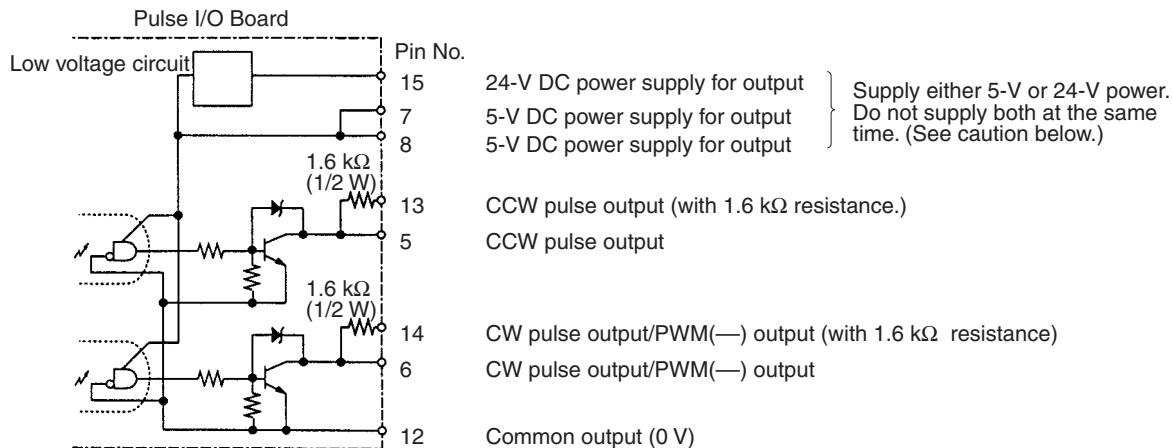 Pulse I/O Board
Pin No.
Low voltage circuit
15 24-V DC power supply for output
7 5-V DC power supply for output
8 5-V DC power supply for output
Supply either 5-V or 24-V power.
Do not supply both at the same
time. (See caution below.)
1.6 kΩ
(1/2 W)
13 CCW pulse output (with 1.6 kΩ resistance.)
5 CCW pulse output
1.6 kΩ
(1/2 W)
14 CW pulse output/PWM(—) output (with 1.6 kΩ resistance)
6 CW pulse output/PWM(—) output
12 Common output (0 V)